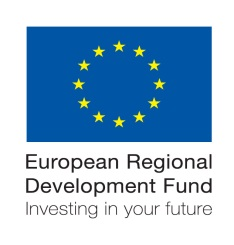 European Regional
Development Fund
Investing in your future